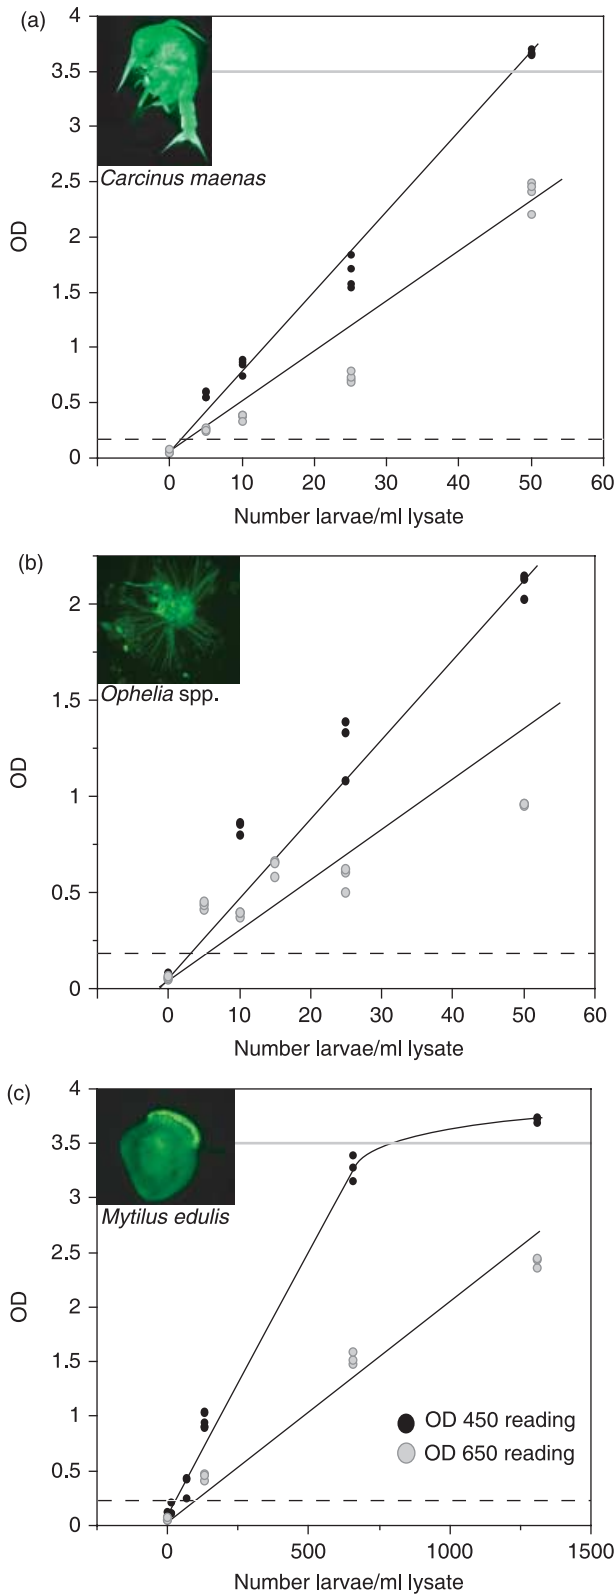 (a)
4
3.5
3
2.5
2
1.5
1
0.5
0
OD
Carcinus maenas
0 10 20 30 40 50 60
Number larvae/ml lysate
(b)
2
1.5
1
0.5
0
OD
Ophelia spp.
0 10 20 30 40 50 60
Number larvae/ml lysate
(c)
4
3.5
3
2.5
2
1.5
1
0.5
0
OD
Mytilus edulis
OD 450 reading
OD 650 reading
0 500 1000 1500
Number larvae/ml lysate